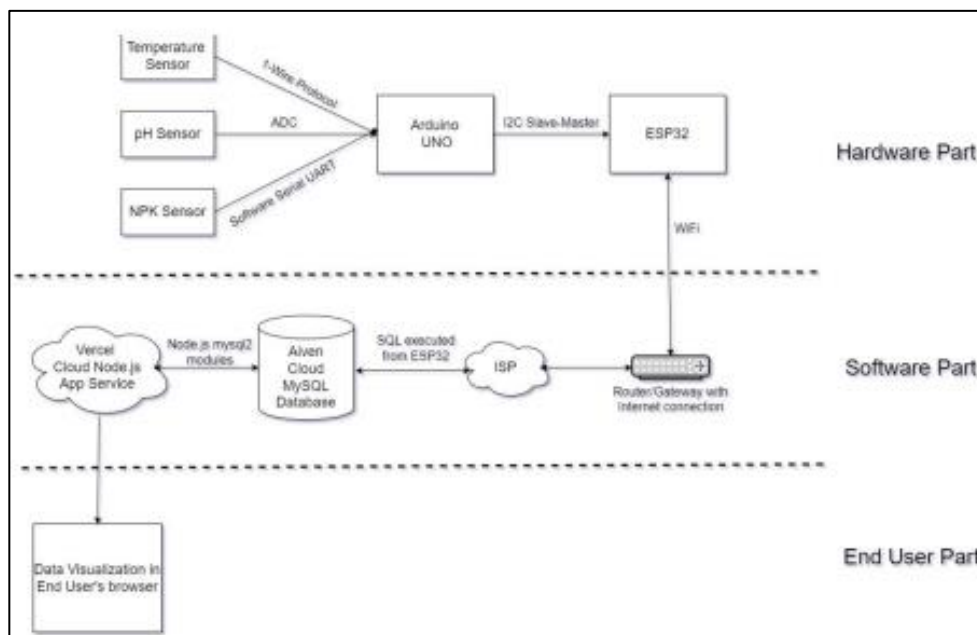 Temperature
Sensor
1-Wire Protocol
pH Sensor
ADC
Arduino
UNO
I2C Slave-Master
ESP32
Hardware Part
NPK Sensor
Software Serial UART
WiFi
Vercel
Cloud Node.js
App Service
Node.js mysql2
modules
Aiven
Cloud
MySQL
Database
SQL executed
from ESP32
ISP
Router/Gateway with
Internet connection
Software Part
Data Visualization in
End User's browser
End User Part